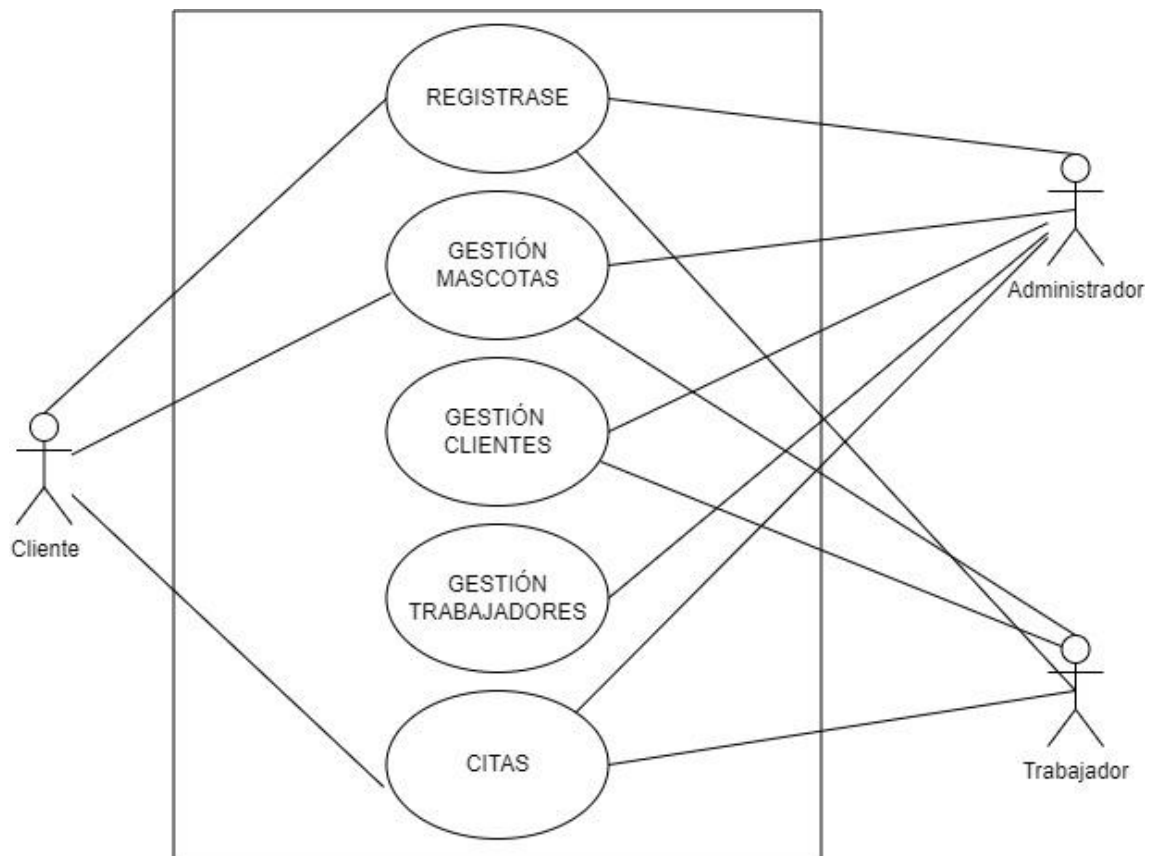 REGISTRASE
GESTIÓN
MASCOTAS
Administrador
GESTIÓN
CLIENTES
Cliente
GESTIÓN
TRABAJADORES
CITAS
Trabajador